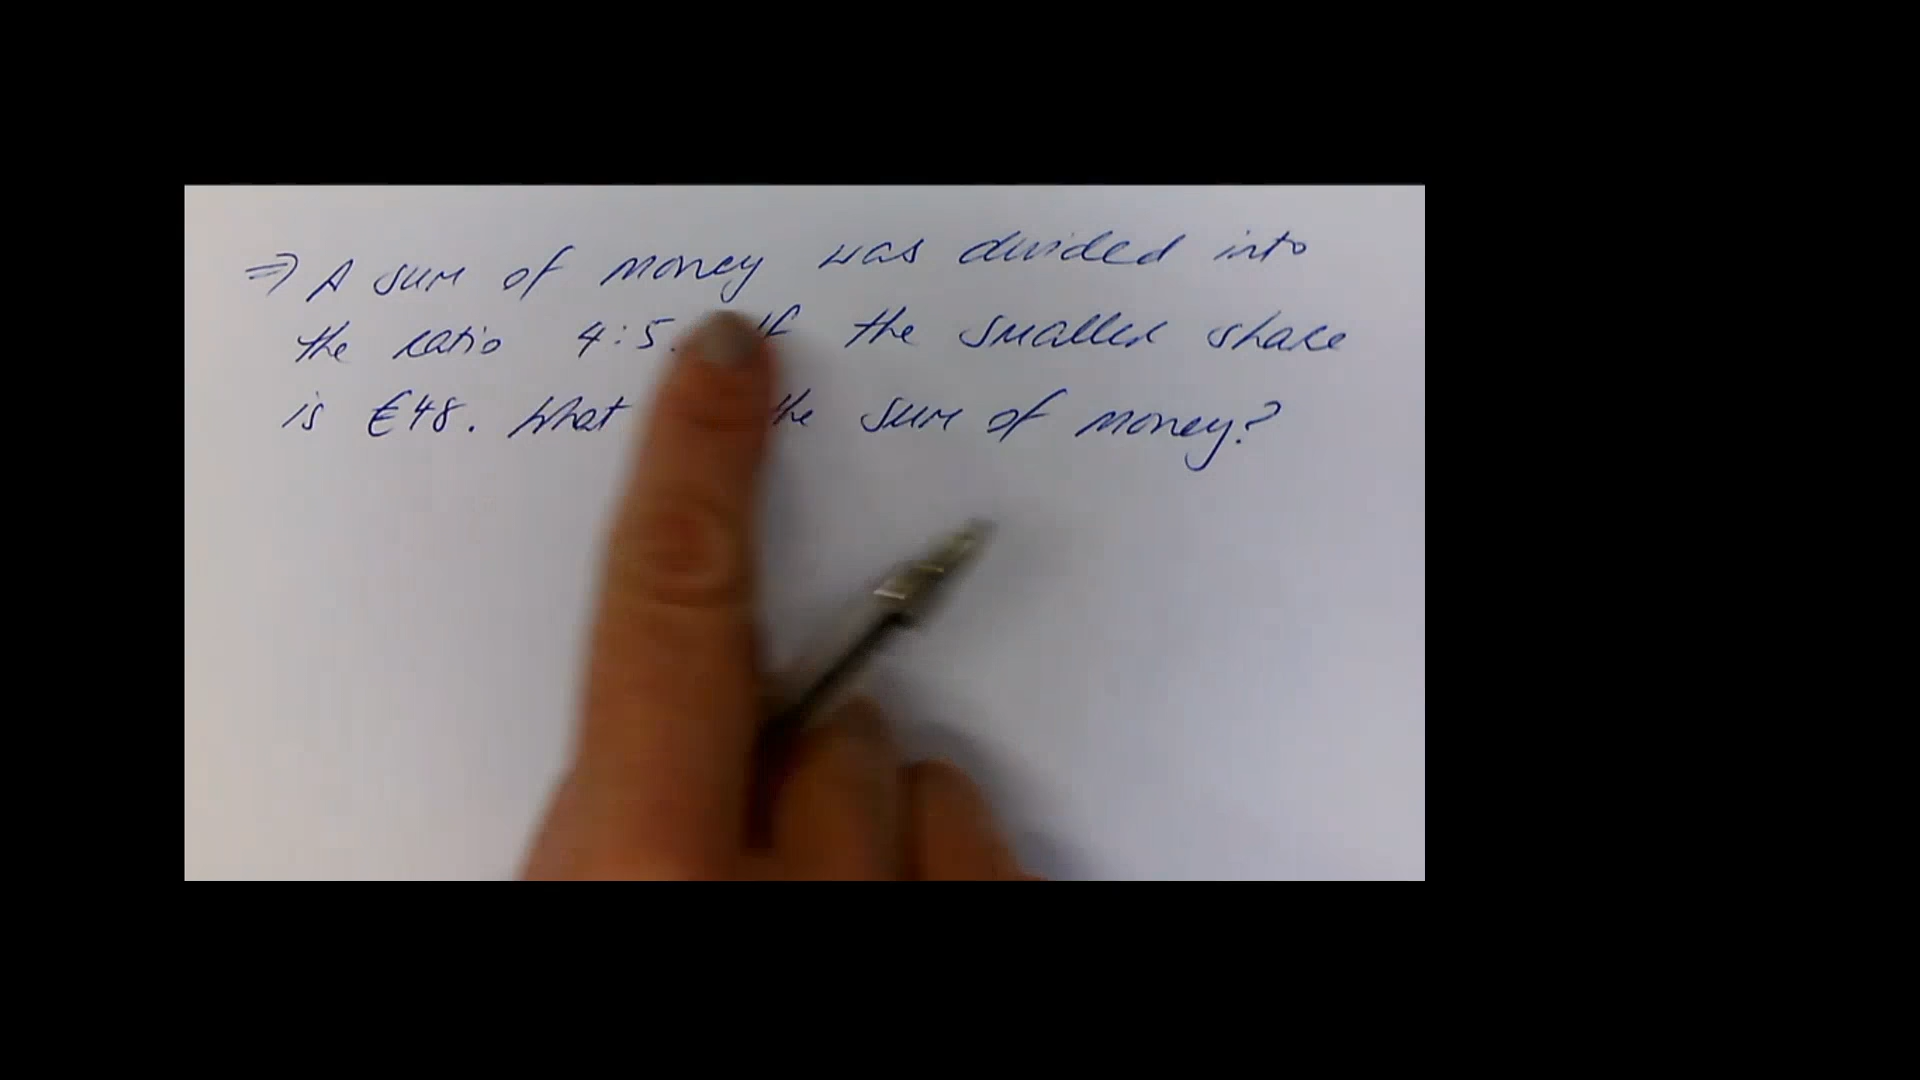 ⇒ A sum of money was divided into
the ratio 4:5. If the smaller share
is €48. What the sum of money?